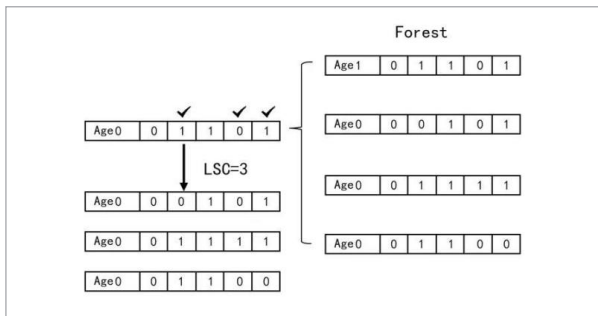 Forest
Age1 0 1 1 0 1
✓ ✓ ✓
Age0 0 1 1 0 1
Age0 0 0 1 0 1
LSC=3
Age0 0 0 1 0 1
Age0 0 1 1 1 1
Age0 0 1 1 1 1
Age0 0 1 1 0 0
Age0 0 1 1 0 0